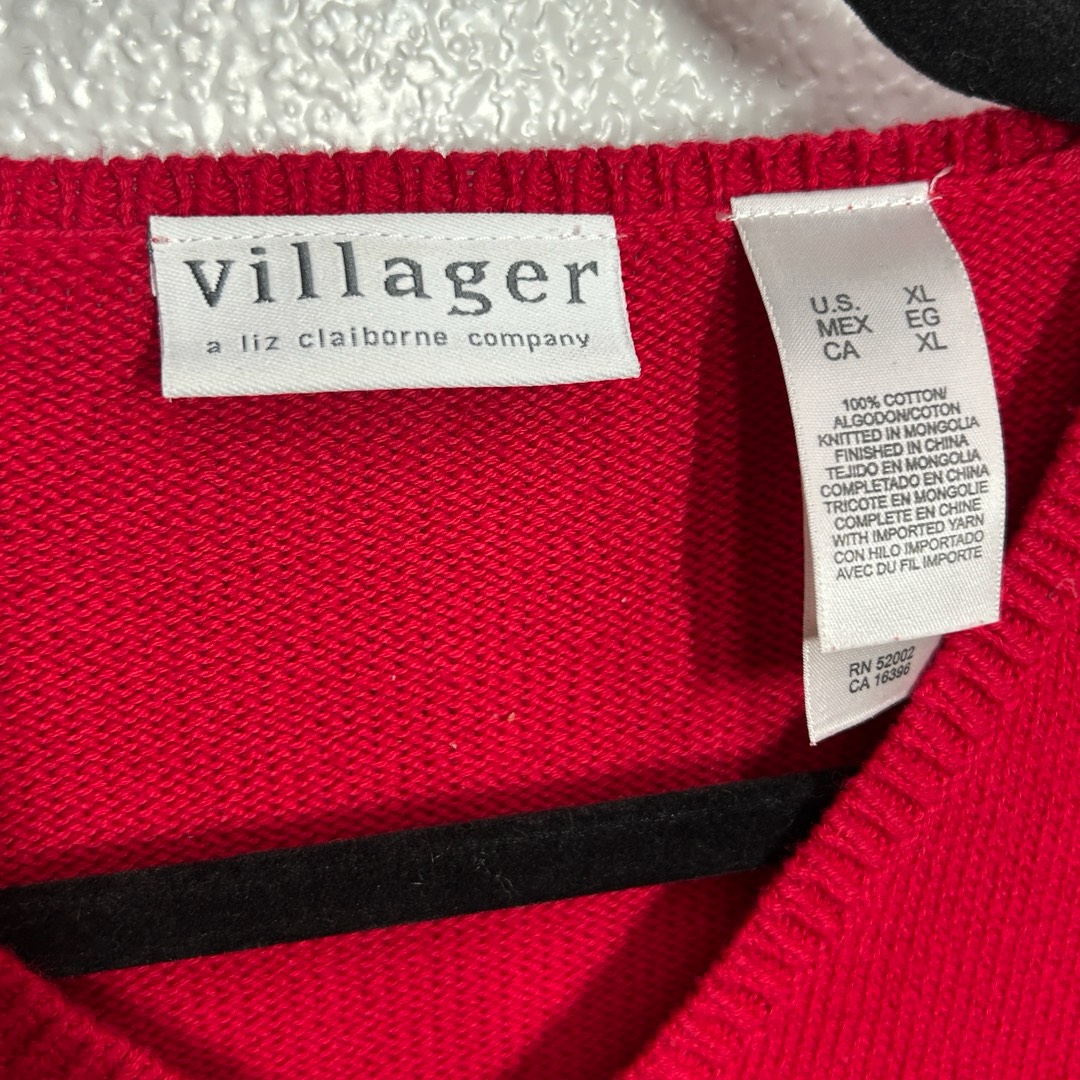 villager
a liz claiborne company
U.S. XL
MEX EG
CA XL
100% COTTON/
ALGODON/COTON
KNITTED IN MONGOLIA
FINISHED IN CHINA
TEJIDO EN MONGOLIA
COMPLETADO EN CHINA
TRICOTE EN MONGOLIE
COMPLETE EN CHINE
WITH IMPORTED YARN
CON HILO IMPORTADO
AVEC DU FIL IMPORTE
RN 52002
CA 16396